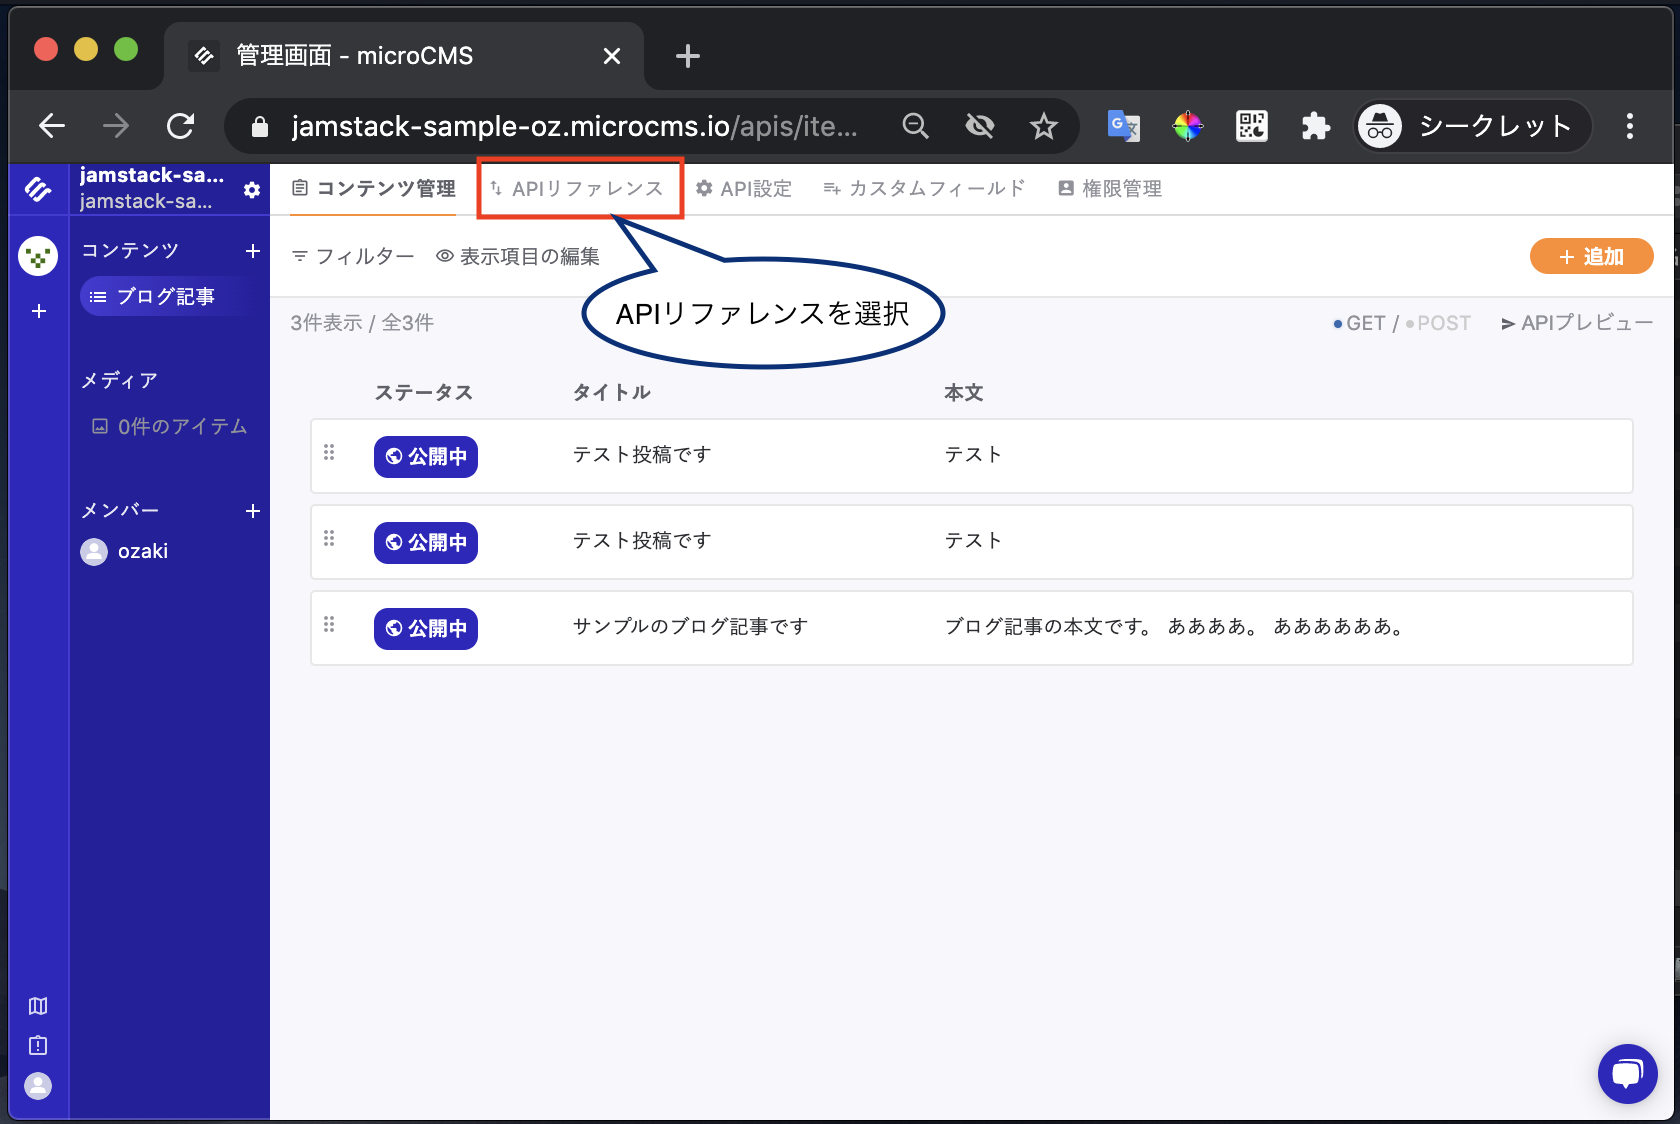 管理画面 - microCMS
jamstack-sample-oz.microcms.io/apis/ite...
シークレット
jamstack-sa...
jamstack-sa...
コンテンツ管理 APIリファレンス API設定 カスタムフィールド 権限管理
コンテンツ
ブログ記事
メディア
0件のアイテム
メンバー
ozaki
フィルター 表示項目の編集
+ 追加
APIリファレンスを選択
3件表示 / 全3件
GET / POST APIプレビュー
ステータス タイトル 本文
公開中 テスト投稿です テスト
公開中 テスト投稿です テスト
公開中 サンプルのブログ記事です ブログ記事の本文です。 ああああ。 ああああああ。